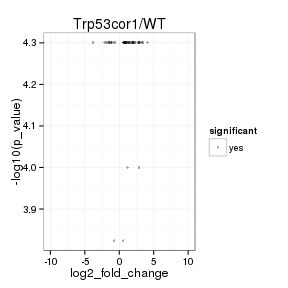 Trp53cor1/WT
4.3
4.2
4.1
4.0
3.9
-log10(p_value)
-10 -5 0 5 10
log2_fold_change
significant
yes